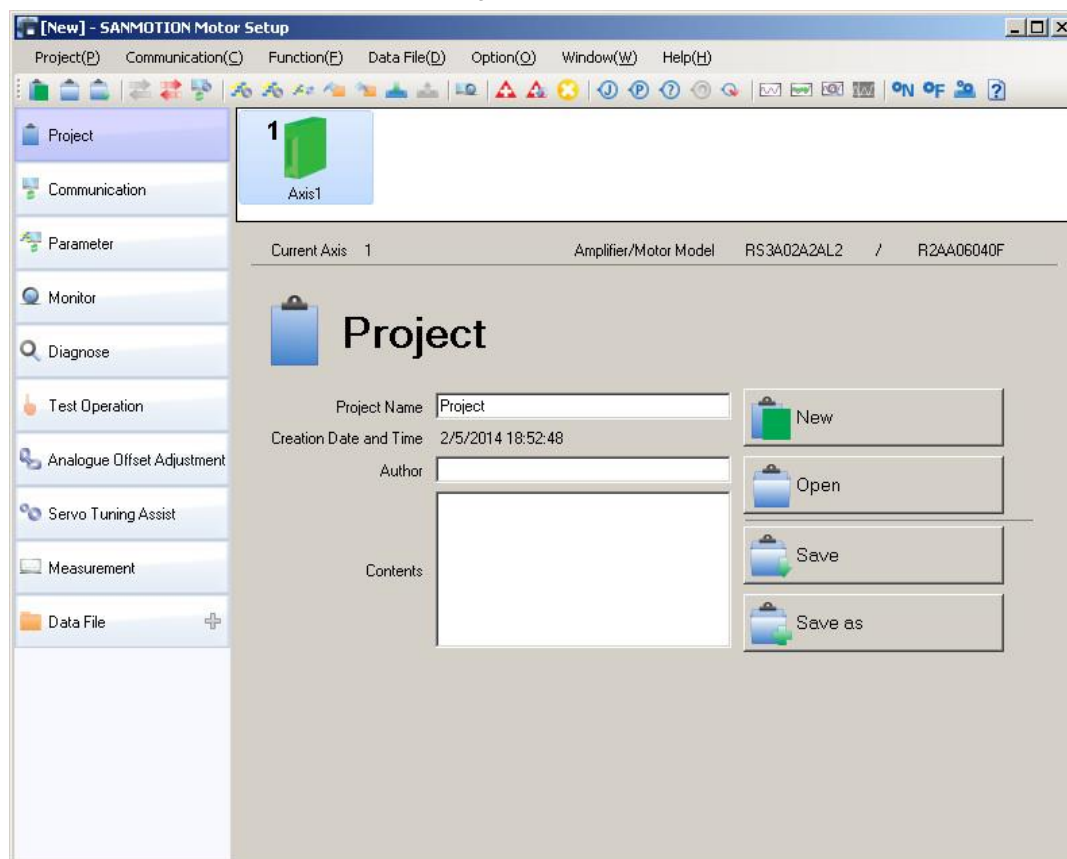 [New] - SANMOTION Motor Setup
Project(P) Communication(C) Function(F) Data File(D) Option(O) Window(W) Help(H)
J P ? ON OFF ?
Project
Communication
Parameter
Monitor
Diagnose
Test Operation
Analogue Offset Adjustment
Servo Tuning Assist
Measurement
Data File
1
Axis1
Current Axis 1 Amplifier/Motor Model RS3A02A2AL2 / R2AA06040F
Project
Project Name Project
Creation Date and Time 2/5/2014 18:52:48
Author
Contents
New
Open
Save
Save as